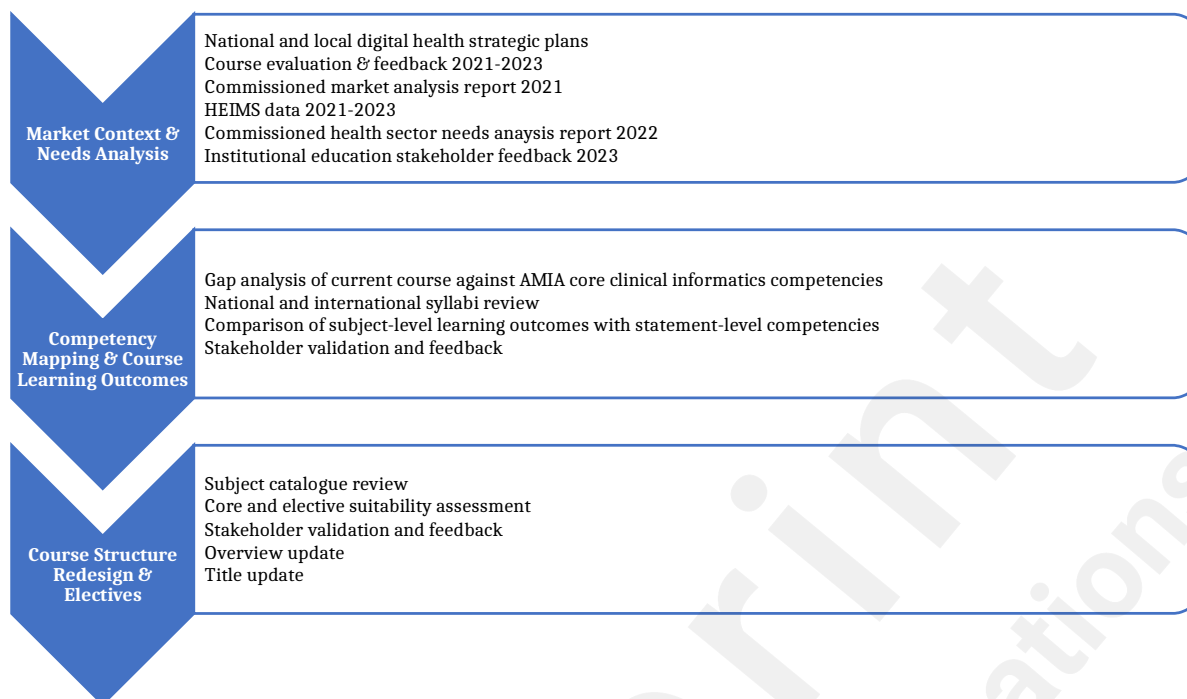 National and local digital health strategic plans
Course evaluation & feedback 2021-2023
Commissioned market analysis report 2021
HEIMS data 2021-2023
Commissioned health sector needs anaysis report 2022
Institutional education stakeholder feedback 2023
Market Context &
Needs Analysis
Gap analysis of current course against AMIA core clinical informatics competencies
National and international syllabi review
Comparison of subject-level learning outcomes with statement-level competencies
Stakeholder validation and feedback
Competency
Mapping & Course
Learning Outcomes
Subject catalogue review
Core and elective suitability assessment
Stakeholder validation and feedback
Overview update
Title update
Course Structure
Redesign &
Electives